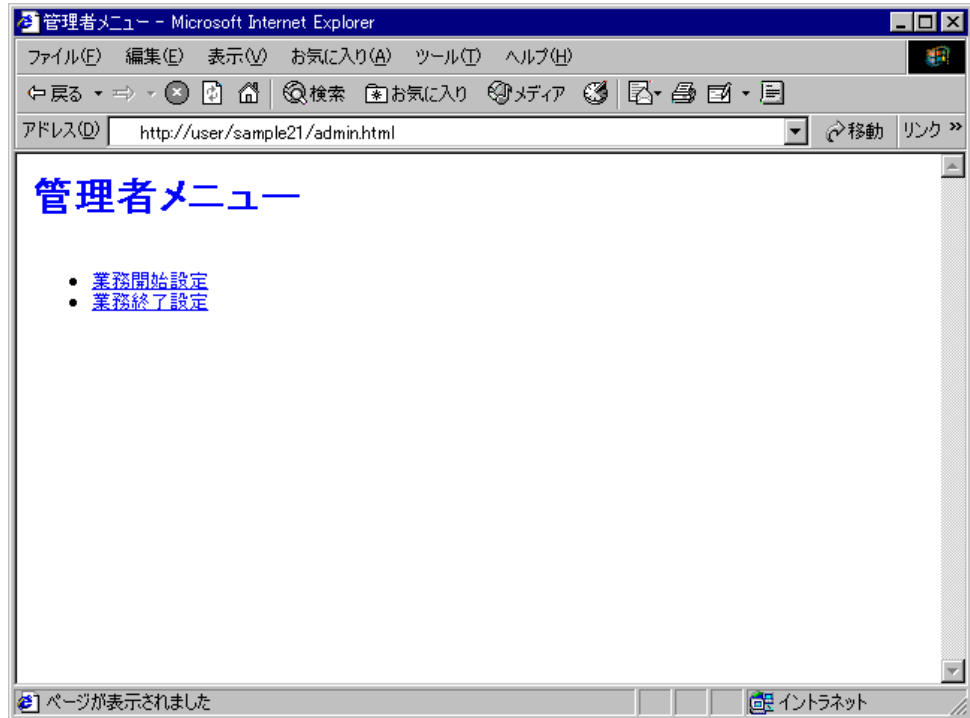 管理者メニュー - Microsoft Internet Explorer
ファイル(F) 編集(E) 表示(V) お気に入り(A) ツール(T) ヘルプ(H)
戻る 検索 お気に入り メディア
アドレス(D) http://user/sample21/admin.html 移動 リンク »
管理者メニュー
• 業務開始設定
• 業務終了設定
ページが表示されました イントラネット